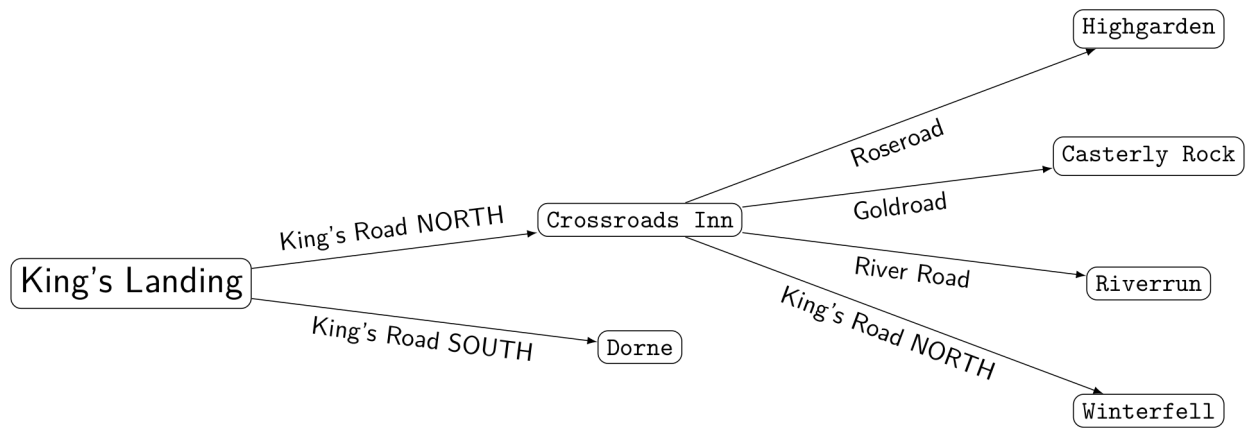 Highgarden
Roseroad
Casterly Rock
Goldroad
King's Road NORTH
Crossroads Inn
River Road
King's Landing
Riverrun
King's Road NORTH
King's Road SOUTH
Dorne
Winterfell